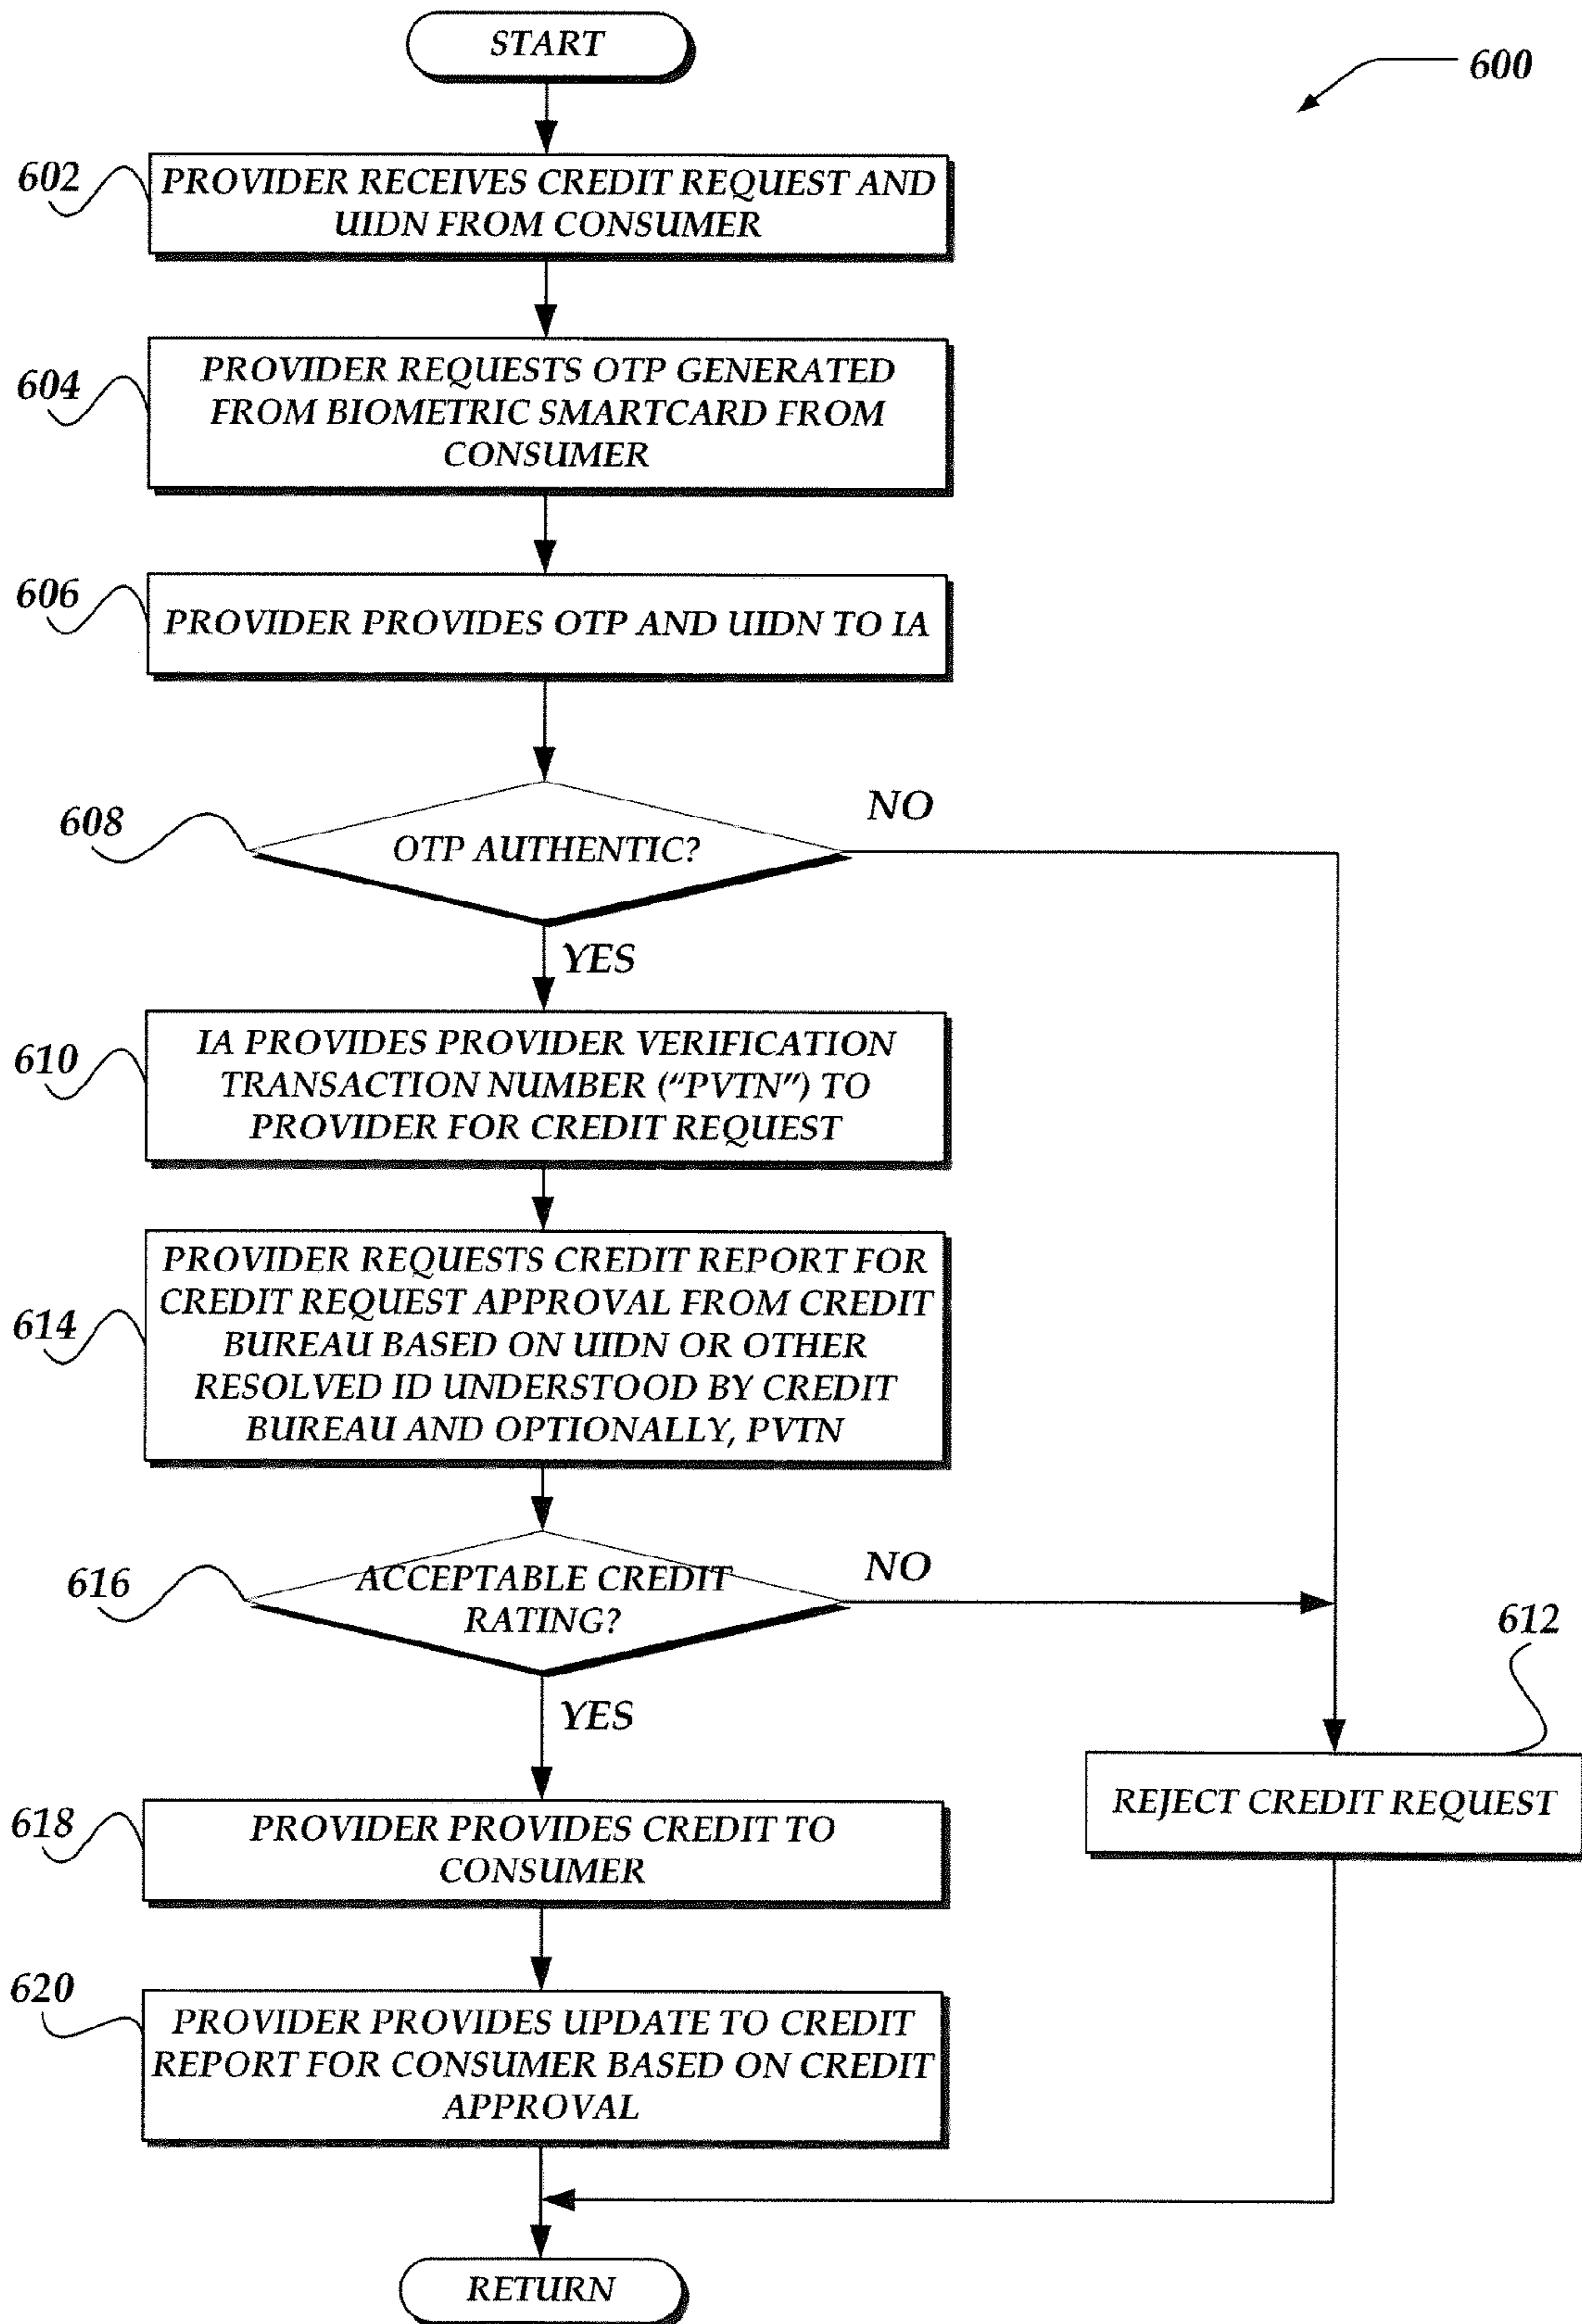 START
600
602
PROVIDER RECEIVES CREDIT REQUEST AND
UIDN FROM CONSUMER
604
PROVIDER REQUESTS OTP GENERATED
FROM BIOMETRIC SMARTCARD FROM
CONSUMER
606
PROVIDER PROVIDES OTP AND UIDN TO IA
608
OTP AUTHENTIC?
NO
YES
610
IA PROVIDES PROVIDER VERIFICATION
TRANSACTION NUMBER (“PVTN”) TO
PROVIDER FOR CREDIT REQUEST
614
PROVIDER REQUESTS CREDIT REPORT FOR
CREDIT REQUEST APPROVAL FROM CREDIT
BUREAU BASED ON UIDN OR OTHER
RESOLVED ID UNDERSTOOD BY CREDIT
BUREAU AND OPTIONALLY, PVTN
616
ACCEPTABLE CREDIT
RATING?
NO
YES
612
REJECT CREDIT REQUEST
618
PROVIDER PROVIDES CREDIT TO
CONSUMER
620
PROVIDER PROVIDES UPDATE TO CREDIT
REPORT FOR CONSUMER BASED ON CREDIT
APPROVAL
RETURN